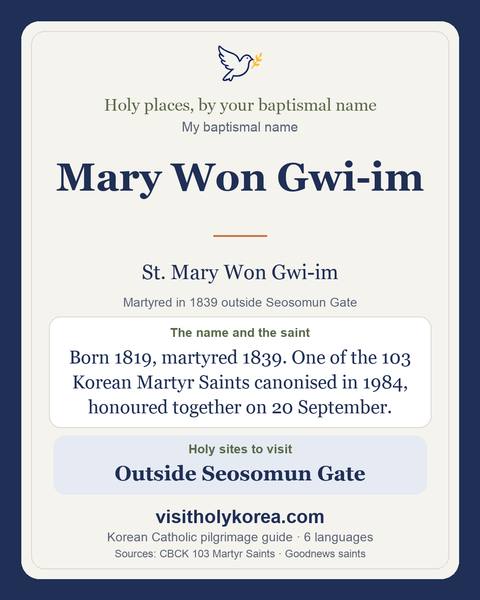 Holy places, by your baptismal name
My baptismal name
Mary Won Gwi-im
St. Mary Won Gwi-im
Martyred in 1839 outside Seosomun Gate
The name and the saint
Born 1819, martyred 1839. One of the 103
Korean Martyr Saints canonised in 1984,
honoured together on 20 September.
Holy sites to visit
Outside Seosomun Gate
visitholykorea.com
Korean Catholic pilgrimage guide · 6 languages
Sources: CBCK 103 Martyr Saints · Goodnews saints